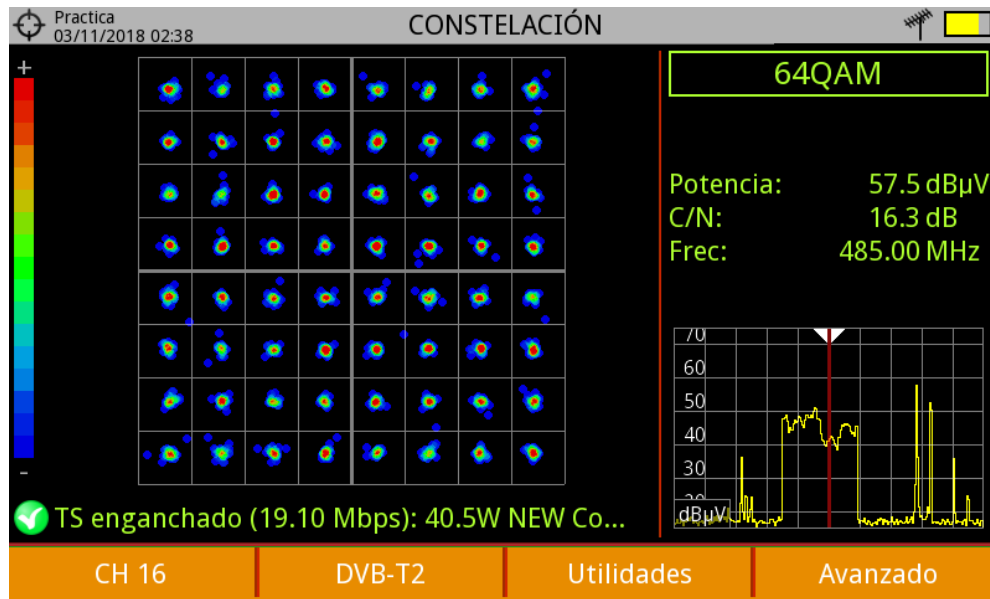 Practica
03/11/2018 02:38
CONSTELACIÓN
+
-
64QAM
Potencia: 57.5 dBµV
C/N: 16.3 dB
Frec: 485.00 MHz
70
60
50
40
30
20
dBµV
TS enganchado (19.10 Mbps): 40.5W NEW Co...
CH 16
DVB-T2
Utilidades
Avanzado